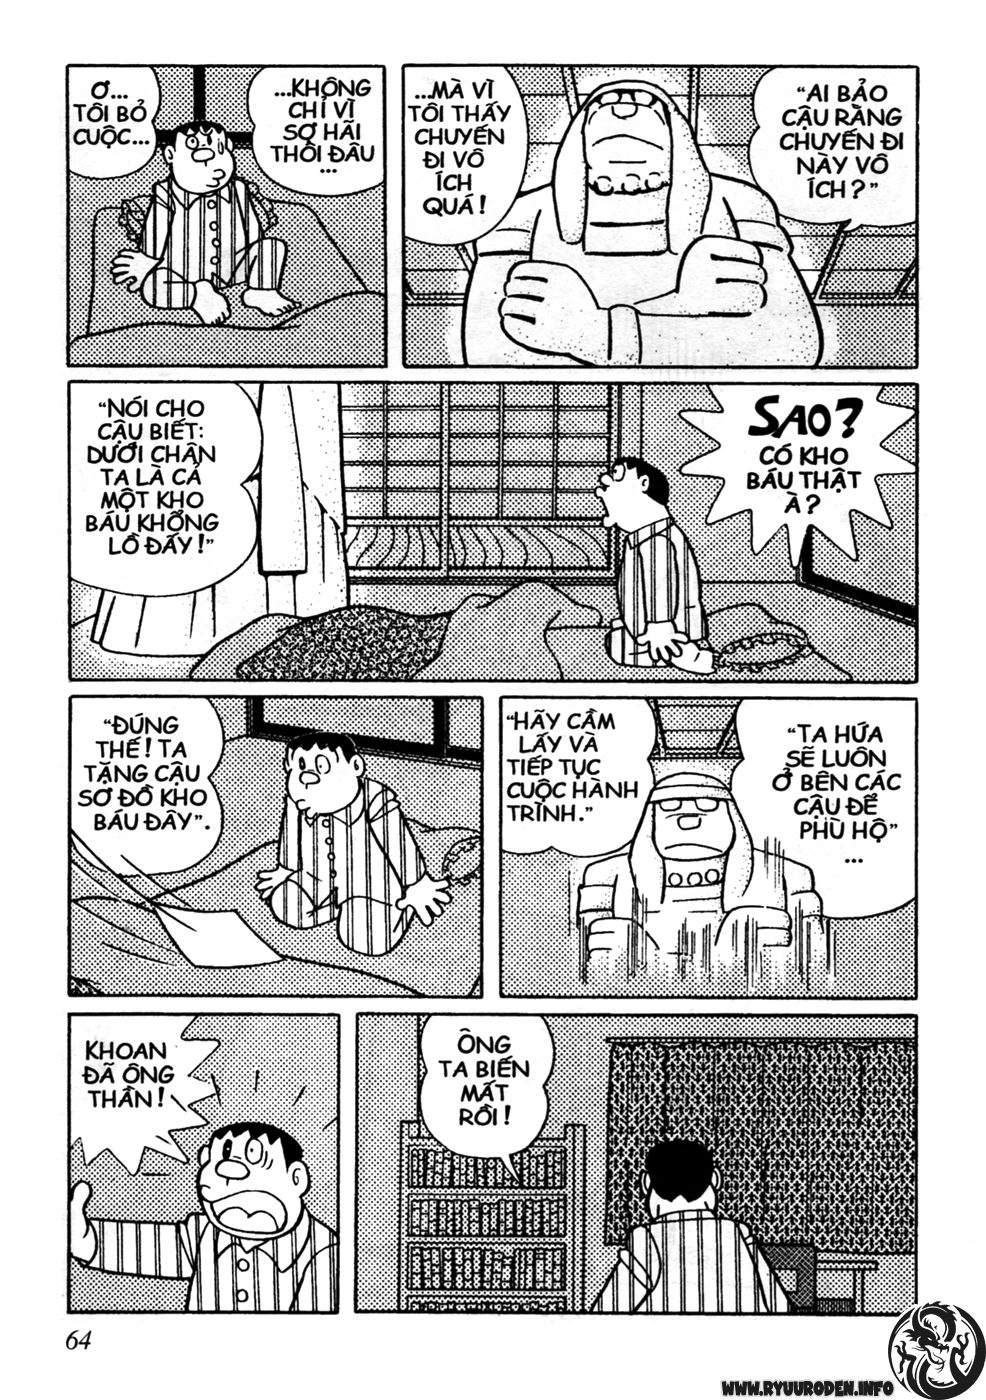 Ơ...
TÔI BỎ
CUỘC...
...KHÔNG
CHỈ VÌ
SỢ HÃI
THÔI ĐÂU
...
...MÀ VÌ
TÔI THẤY
CHUYẾN
ĐI VÔ
ÍCH
QUÁ!
“AI BẢO
CẬU RẰNG
CHUYẾN ĐI
NÀY VÔ
ÍCH?”
“NÓI CHO
CẬU BIẾT:
DƯỚI CHÂN
TA LÀ CẢ
MỘT KHO
BÁU KHỔNG
LỒ ĐẤY!”
SAO?
CÓ KHO
BÁU THẬT
À?
“ĐÚNG
THẾ! TA
TẶNG CẬU
SƠ ĐỒ KHO
BÁU ĐÂY”.
“HÃY CẦM
LẤY VÀ
TIẾP TỤC
CUỘC HÀNH
TRÌNH.”
“TA HỨA
SẼ LUÔN
Ở BÊN CÁC
CẬU ĐỂ
PHÙ HỘ”
...
KHOAN
ĐÃ ÔNG
THẦN!
ÔNG
TA BIẾN
MẤT
RỒI!
64
WWW.RYUURODEN.INFO